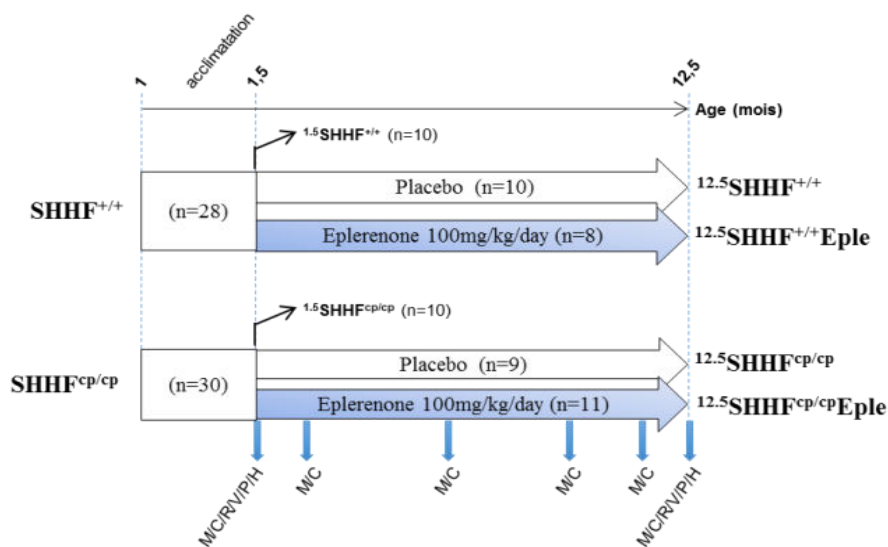 acclimatation
1
1,5
12,5
Age (mois)
1.5SHHF+/+ (n=10)
SHHF+/+
(n=28)
Placebo (n=10)
12.5SHHF+/+
Eplerenone 100mg/kg/day (n=8)
12.5SHHF+/+Eple
1.5SHHFcp/cp (n=10)
SHHFcp/cp
(n=30)
Placebo (n=9)
12.5SHHFcp/cp
Eplerenone 100mg/kg/day (n=11)
12.5SHHFcp/cpEple
M/C/R/V/P/H
M/C
M/C
M/C
M/C
M/C/R/V/P/H